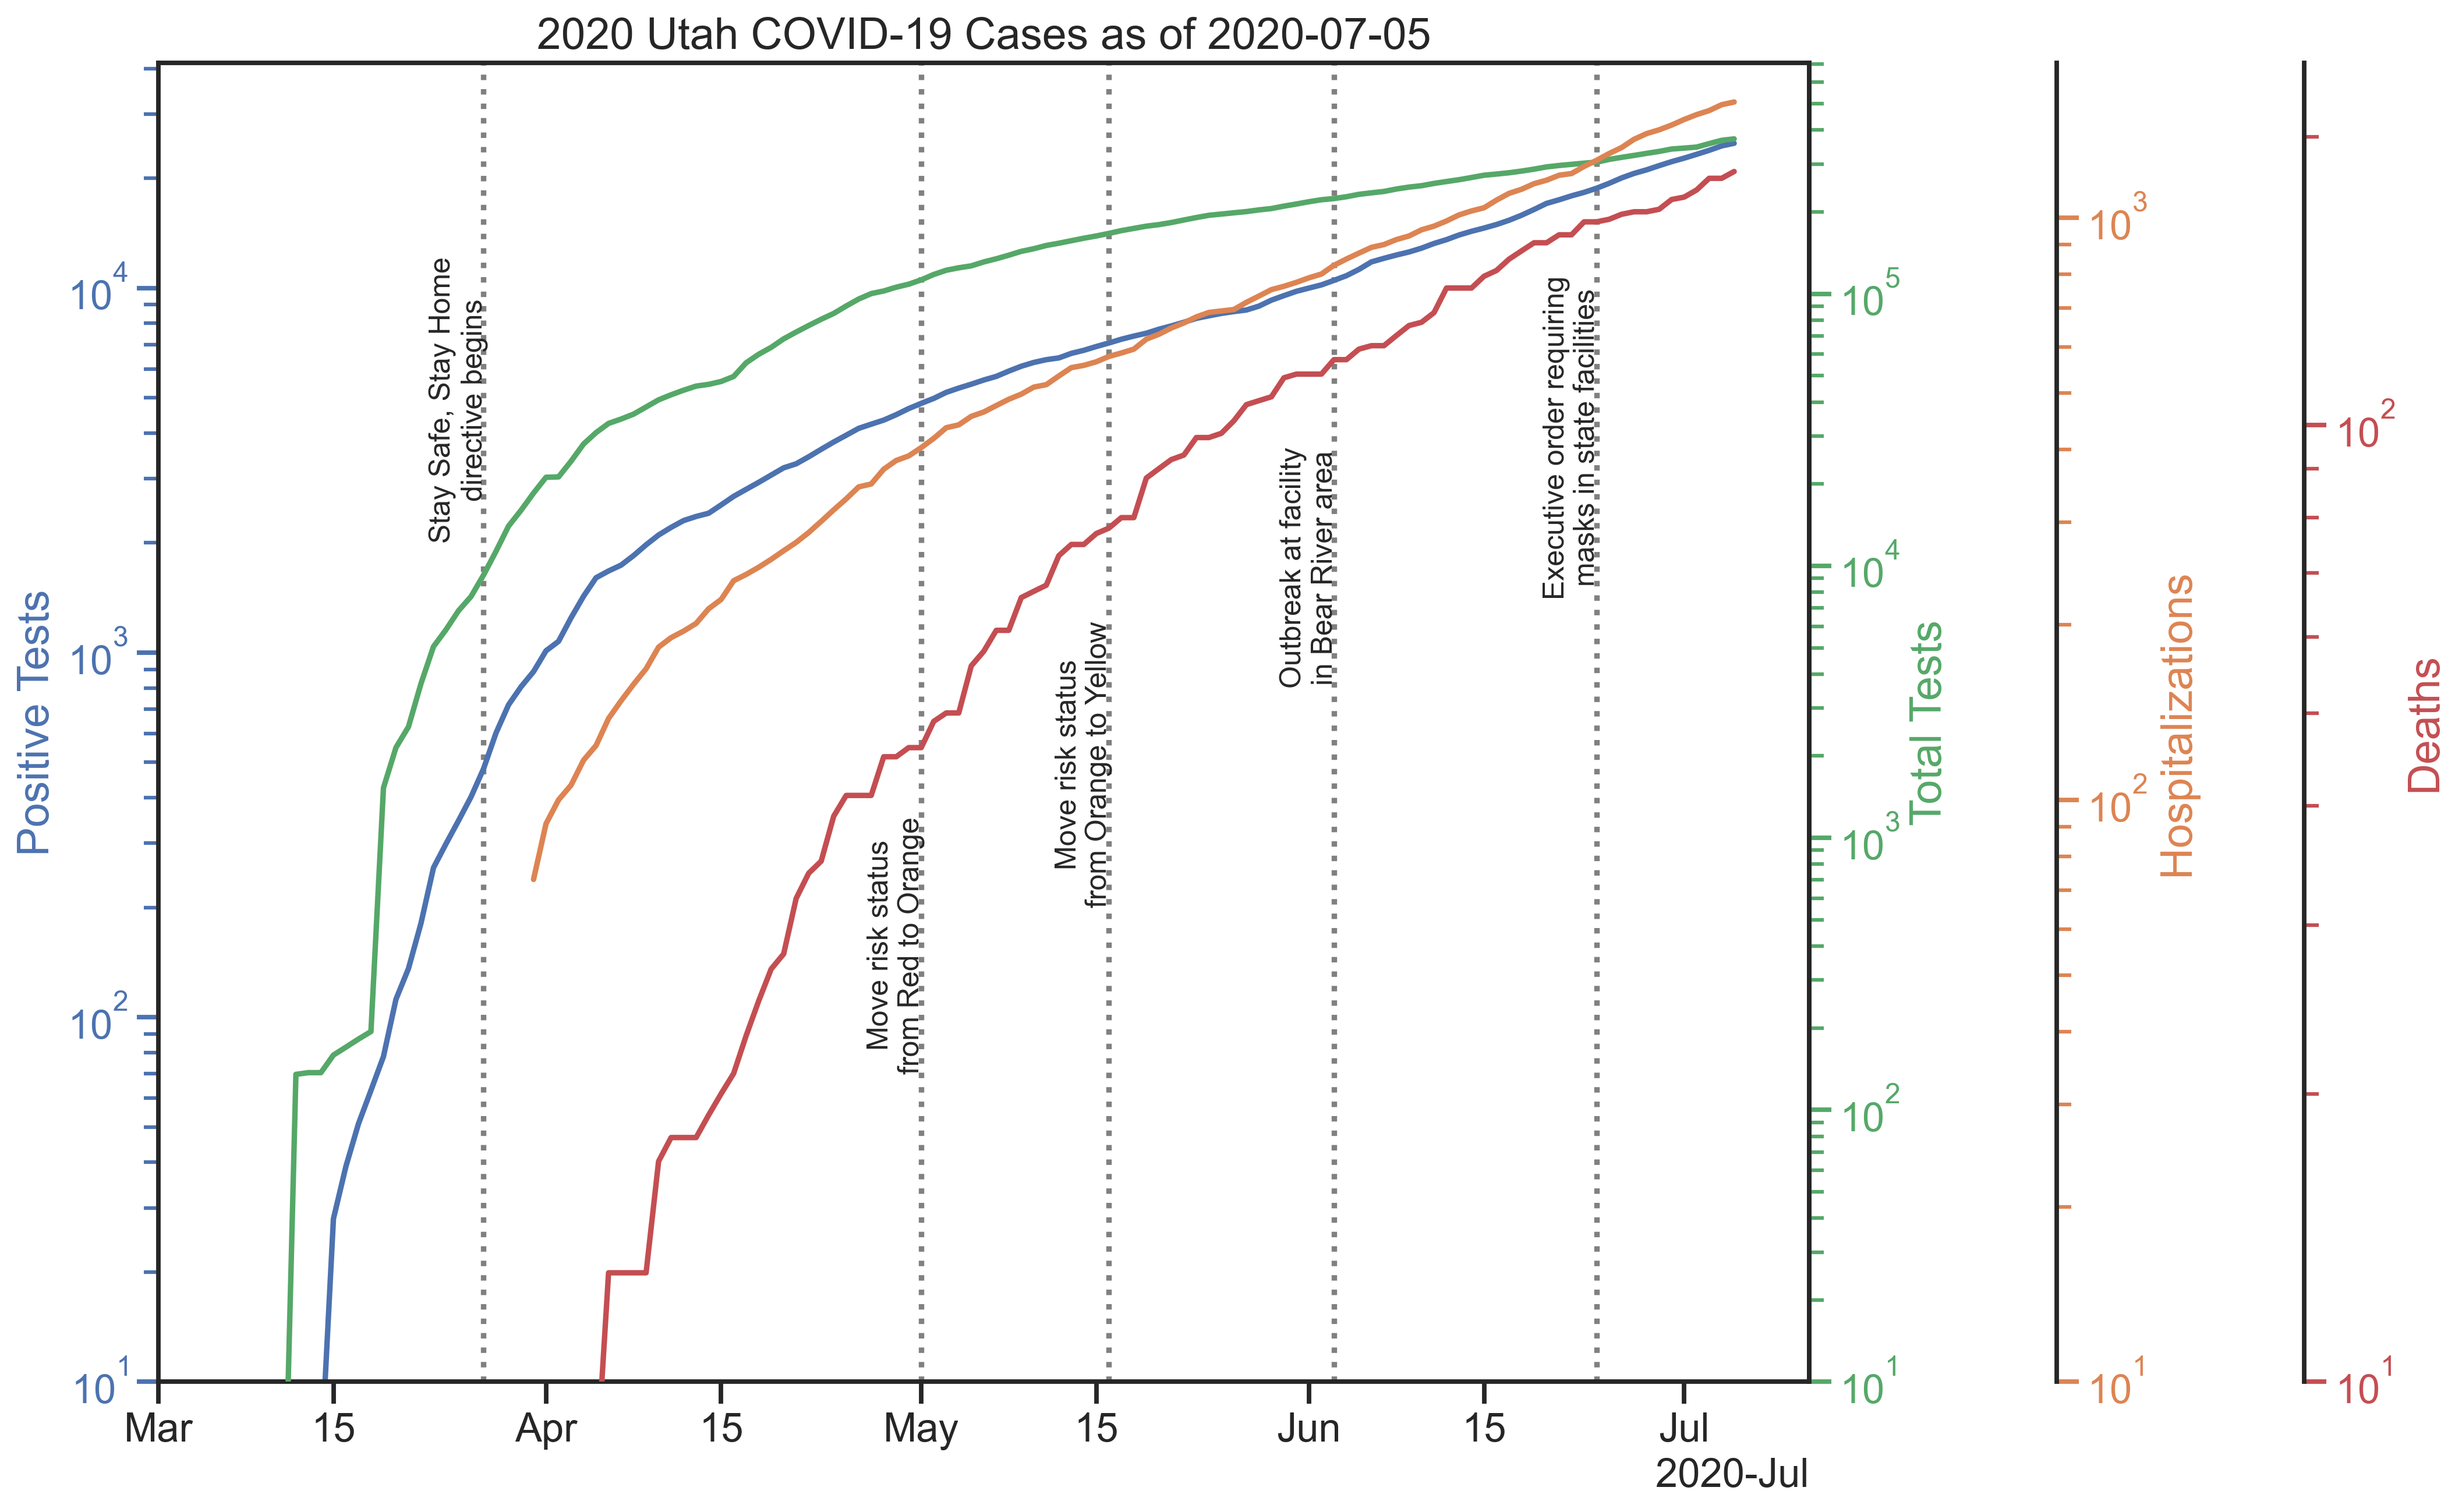 2020 Utah COVID-19 Cases as of 2020-07-05
Positive Tests
10^4
10^3
10^2
10^1
Stay Safe, Stay Home
directive begins
Move risk status
from Red to Orange
Move risk status
from Orange to Yellow
Outbreak at facility
in Bear River area
Executive order requiring
masks in state facilities
10^5
10^4
10^3
10^2
10^1
Total Tests
10^3
10^2
10^1
Hospitalizations
10^2
10^1
Deaths
Mar 15 Apr 15 May 15 Jun 15 Jul
2020-Jul